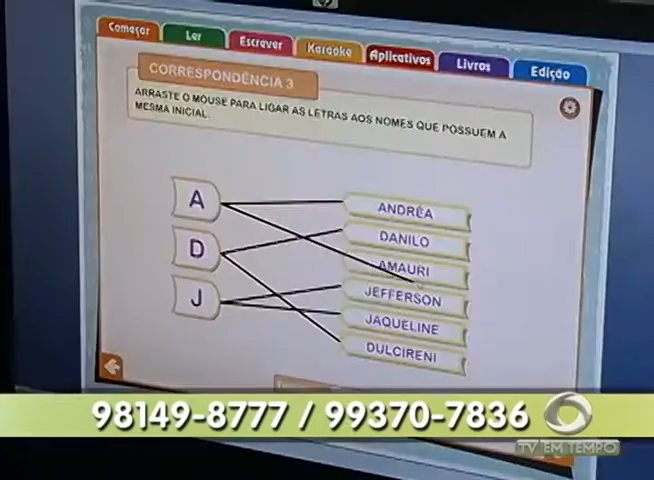 Começar Ler Escrever Karaoke Aplicativos Livros Edição
CORRESPONDÊNCIA 3
ARRASTE O MOUSE PARA LIGAR AS LETRAS AOS NOMES QUE POSSUEM A
MESMA INICIAL.
A
D
J
ANDRÉA
DANILO
AMAURI
JEFFERSON
JAQUELINE
DULCIRENI
98149-8777 / 99370-7836
TV EM TEMPO